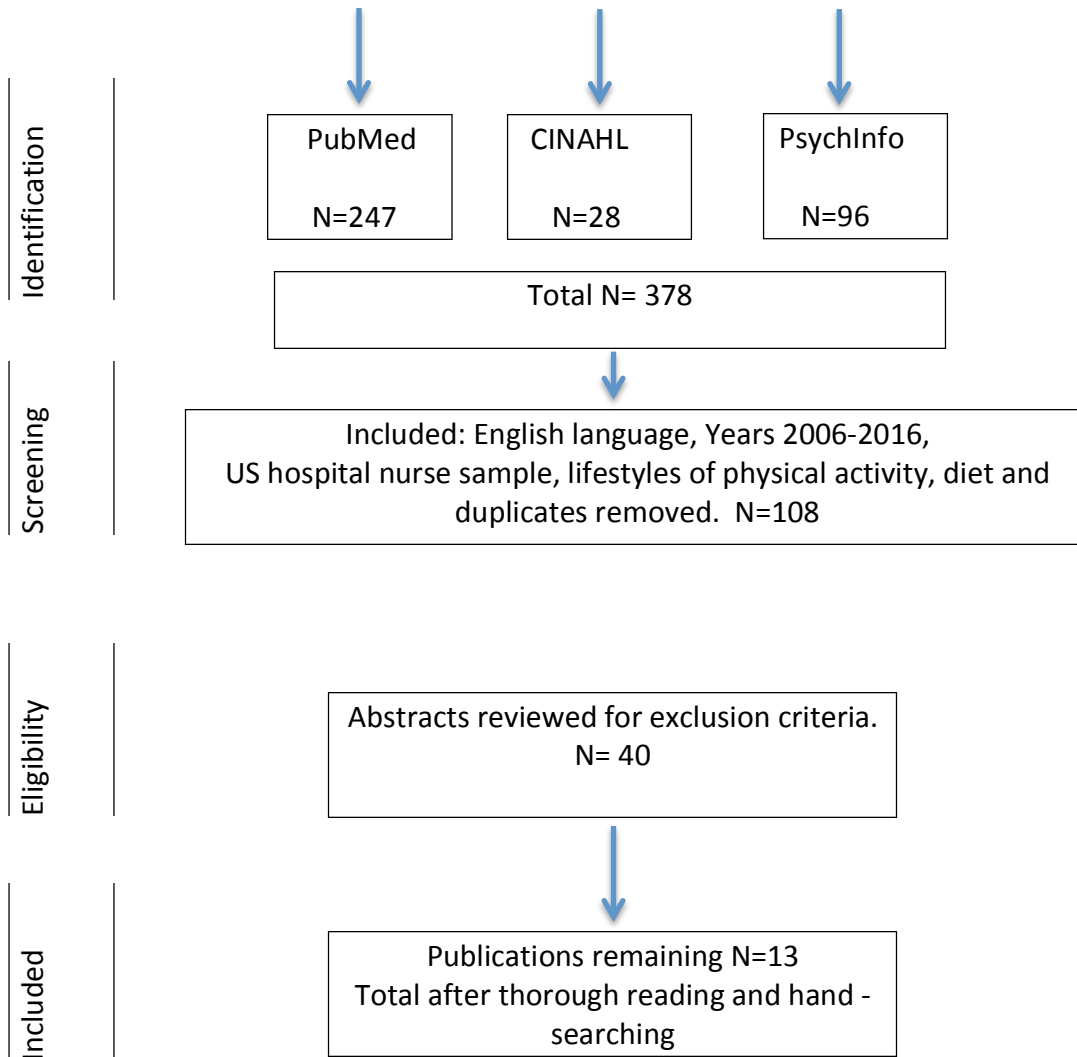 Identification
PubMed
N=247
CINAHL
N=28
PsychInfo
N=96
Total N= 378
Screening
Included: English language, Years 2006-2016,
US hospital nurse sample, lifestyles of physical activity, diet and
duplicates removed.  N=108
Eligibility
Abstracts reviewed for exclusion criteria.
N= 40
Included
Publications remaining N=13
Total after thorough reading and hand -
searching